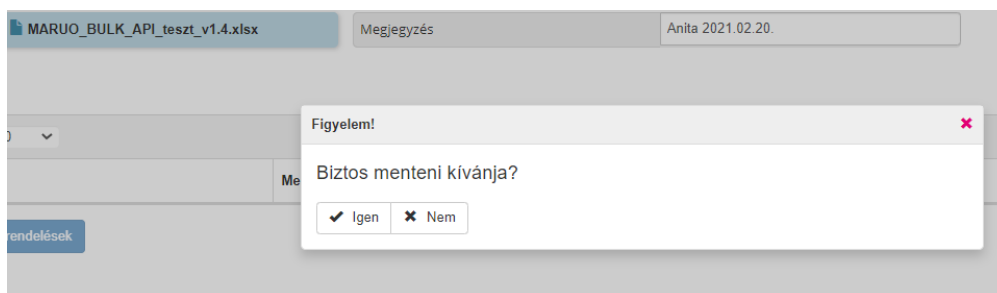 MARUO_BULK_API_teszt_v1.4.xlsx Megjegyzés Anita 2021.02.20.
Figyelem!
Biztos menteni kívánja?
Me
Igen Nem
rendelések